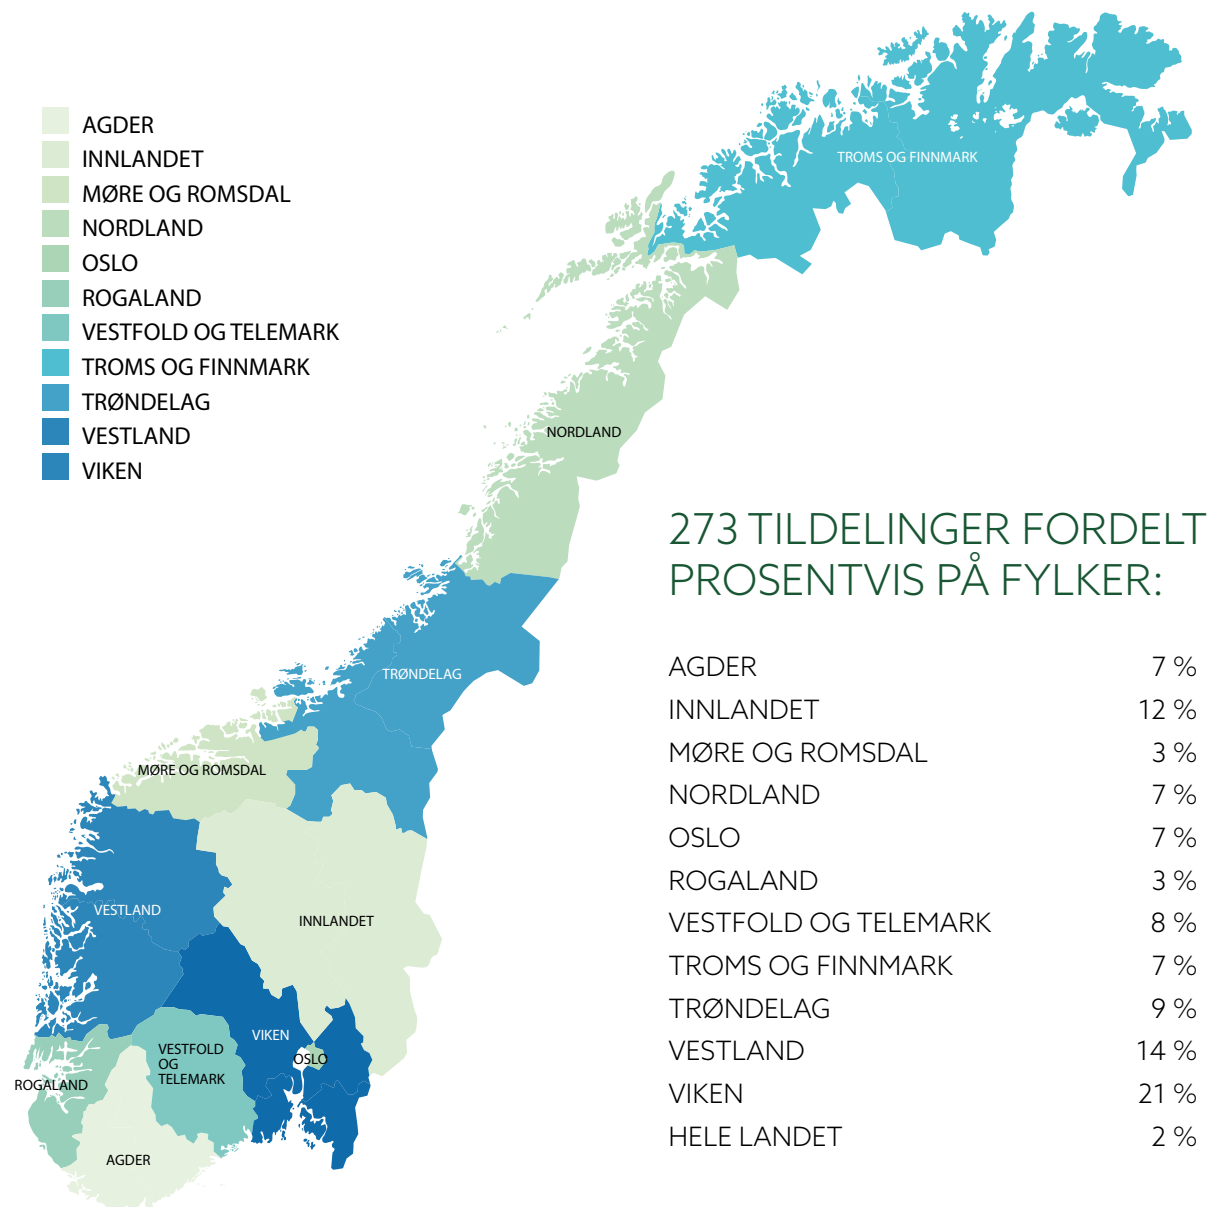 AGDER
INNLANDET
MØRE OG ROMSDAL
NORDLAND
OSLO
ROGALAND
VESTFOLD OG TELEMARK
TROMS OG FINNMARK
TRØNDELAG
VESTLAND
VIKEN
TROMS OG FINNMARK
NORDLAND
TRØNDELAG
MØRE OG ROMSDAL
VESTLAND
INNLANDET
VIKEN
VESTFOLD
OG
TELEMARK
OSLO
ROGALAND
AGDER
273 TILDELINGER FORDELT
PROSENTVIS PÅ FYLKER:
AGDER 7 %
INNLANDET 12 %
MØRE OG ROMSDAL 3 %
NORDLAND 7 %
OSLO 7 %
ROGALAND 3 %
VESTFOLD OG TELEMARK 8 %
TROMS OG FINNMARK 7 %
TRØNDELAG 9 %
VESTLAND 14 %
VIKEN 21 %
HELE LANDET 2 %